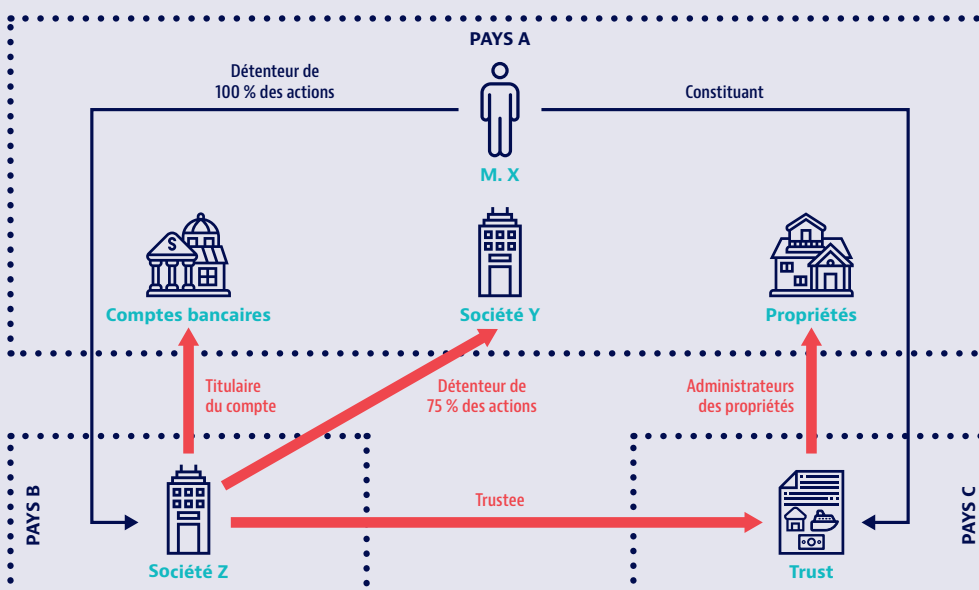 PAYS A
Détenteur de
100 % des actions
Constituant
M. X
Comptes bancaires
Société Y
Propriétés
Titulaire
du compte
Détenteur de
75 % des actions
Administrateurs
des propriétés
PAYS B
Trustee
PAYS C
Société Z
Trust
$